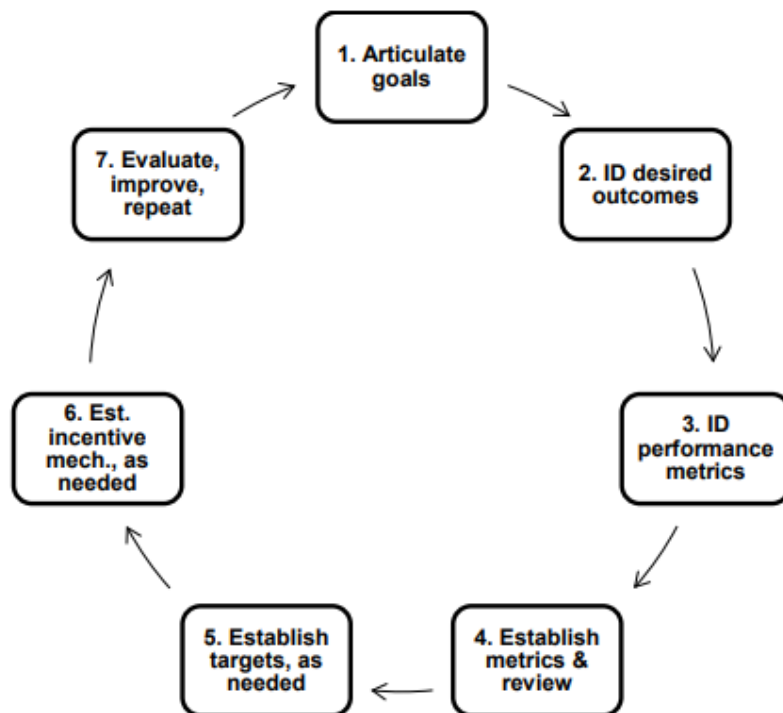 1. Articulate
goals
2. ID desired
outcomes
3. ID
performance
metrics
4. Establish
metrics &
review
5. Establish
targets, as
needed
6. Est.
incentive
mech., as
needed
7. Evaluate,
improve,
repeat